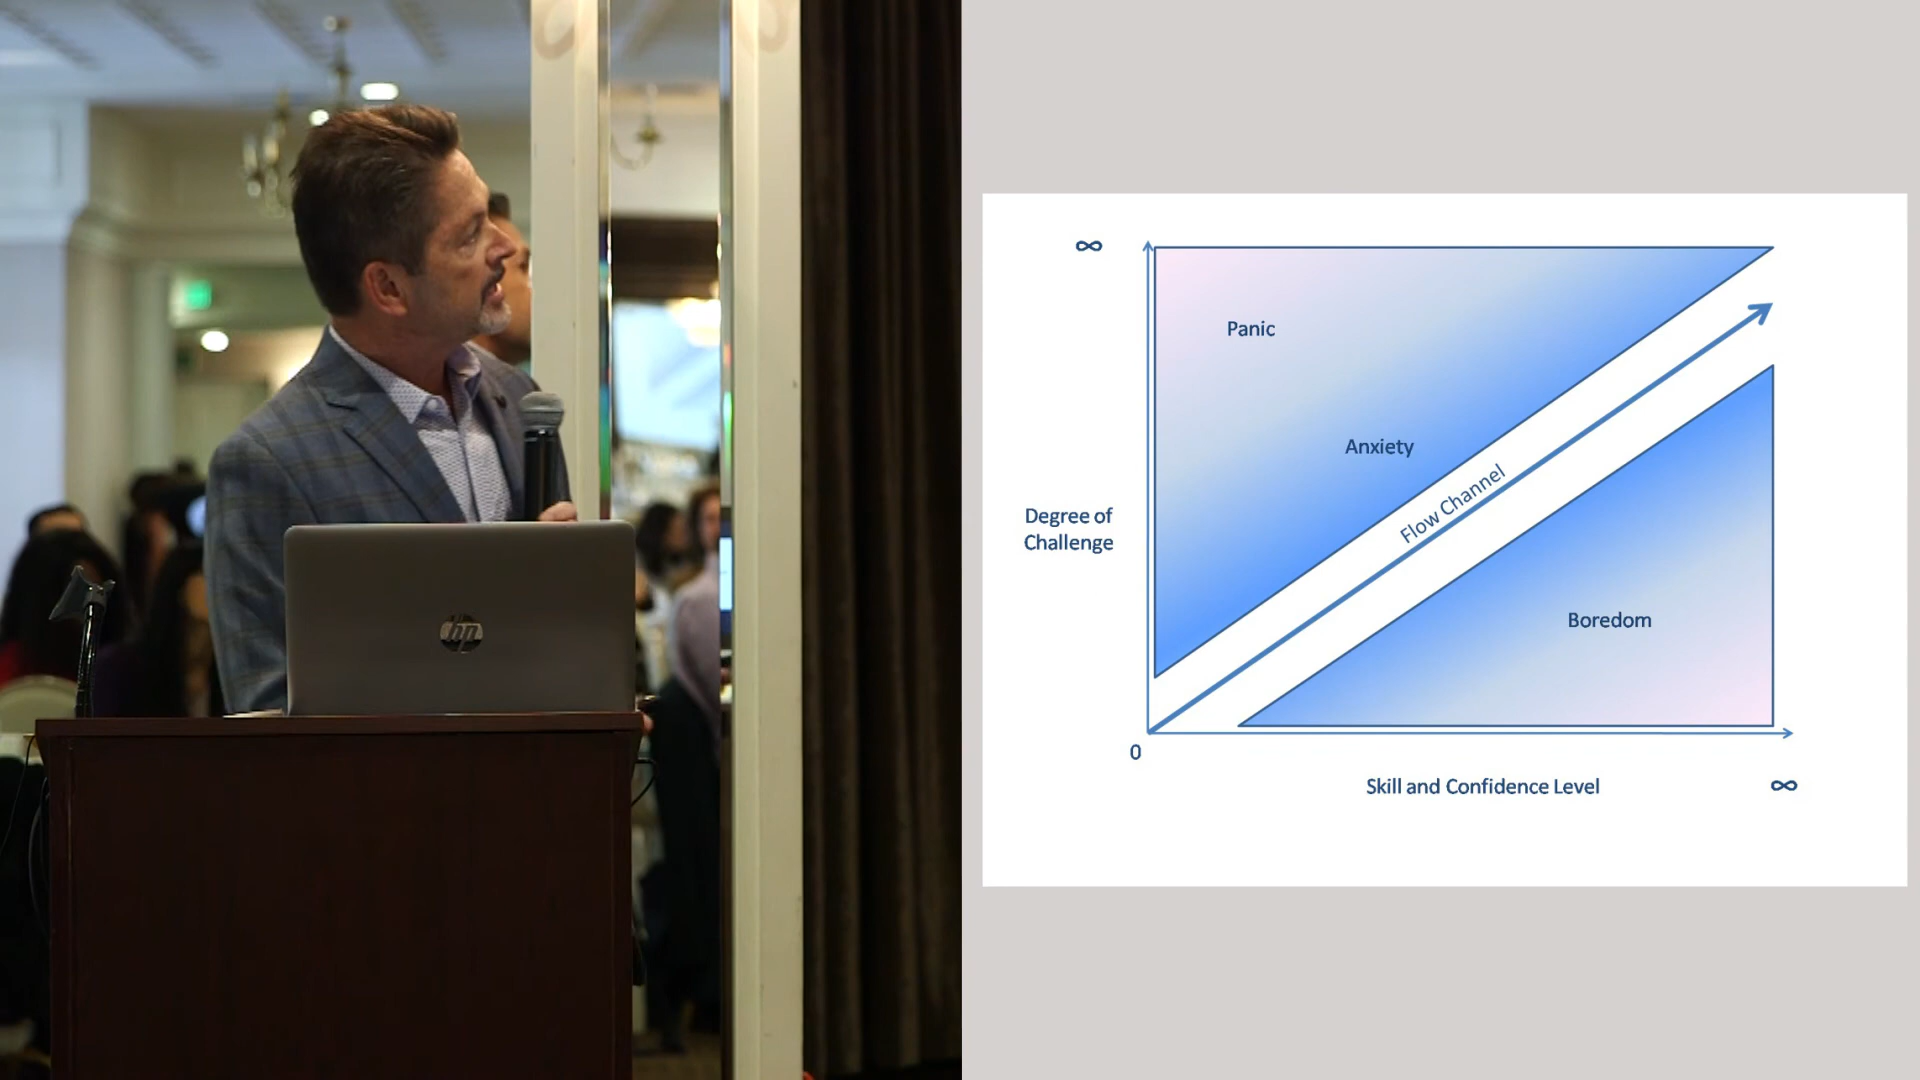 hp
∞
Panic
Anxiety
Flow Channel
Degree of
Challenge
Boredom
0
Skill and Confidence Level
∞